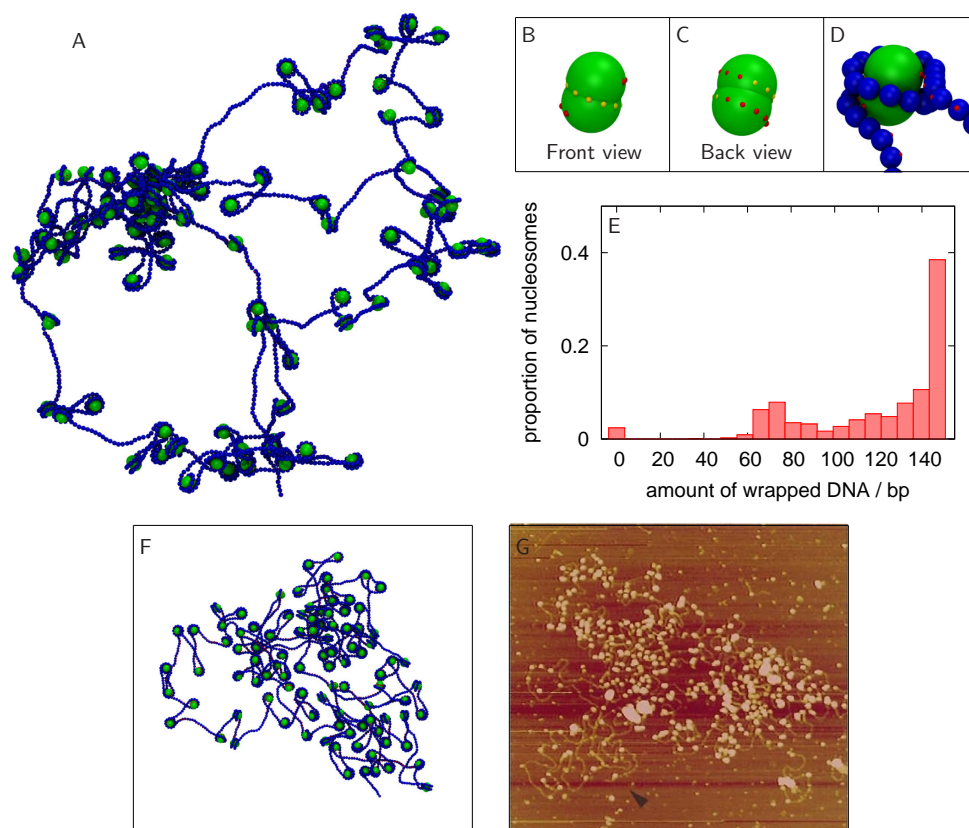 A
B
Front view
C
Back view
D
E
proportion of nucleosomes
0.4
0.2
0
0 20 40 60 80 100 120 140
amount of wrapped DNA / bp
F
G